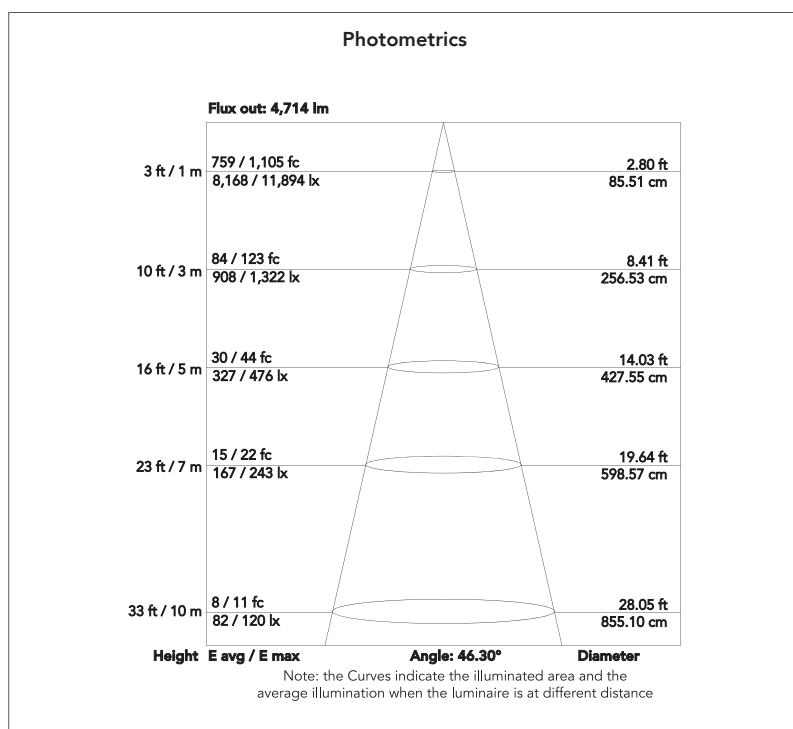 Photometrics
Flux out: 4,714 lm
3 ft / 1 m
759 / 1,105 fc
8,168 / 11,894 lx
2.80 ft
85.51 cm
10 ft / 3 m
84 / 123 fc
908 / 1,322 lx
8.41 ft
256.53 cm
16 ft / 5 m
30 / 44 fc
327 / 476 lx
14.03 ft
427.55 cm
23 ft / 7 m
15 / 22 fc
167 / 243 lx
19.64 ft
598.57 cm
33 ft / 10 m
8 / 11 fc
82 / 120 lx
28.05 ft
855.10 cm
Height E avg / E max Angle: 46.30° Diameter
Note: the Curves indicate the illuminated area and the
average illumination when the luminaire is at different distance